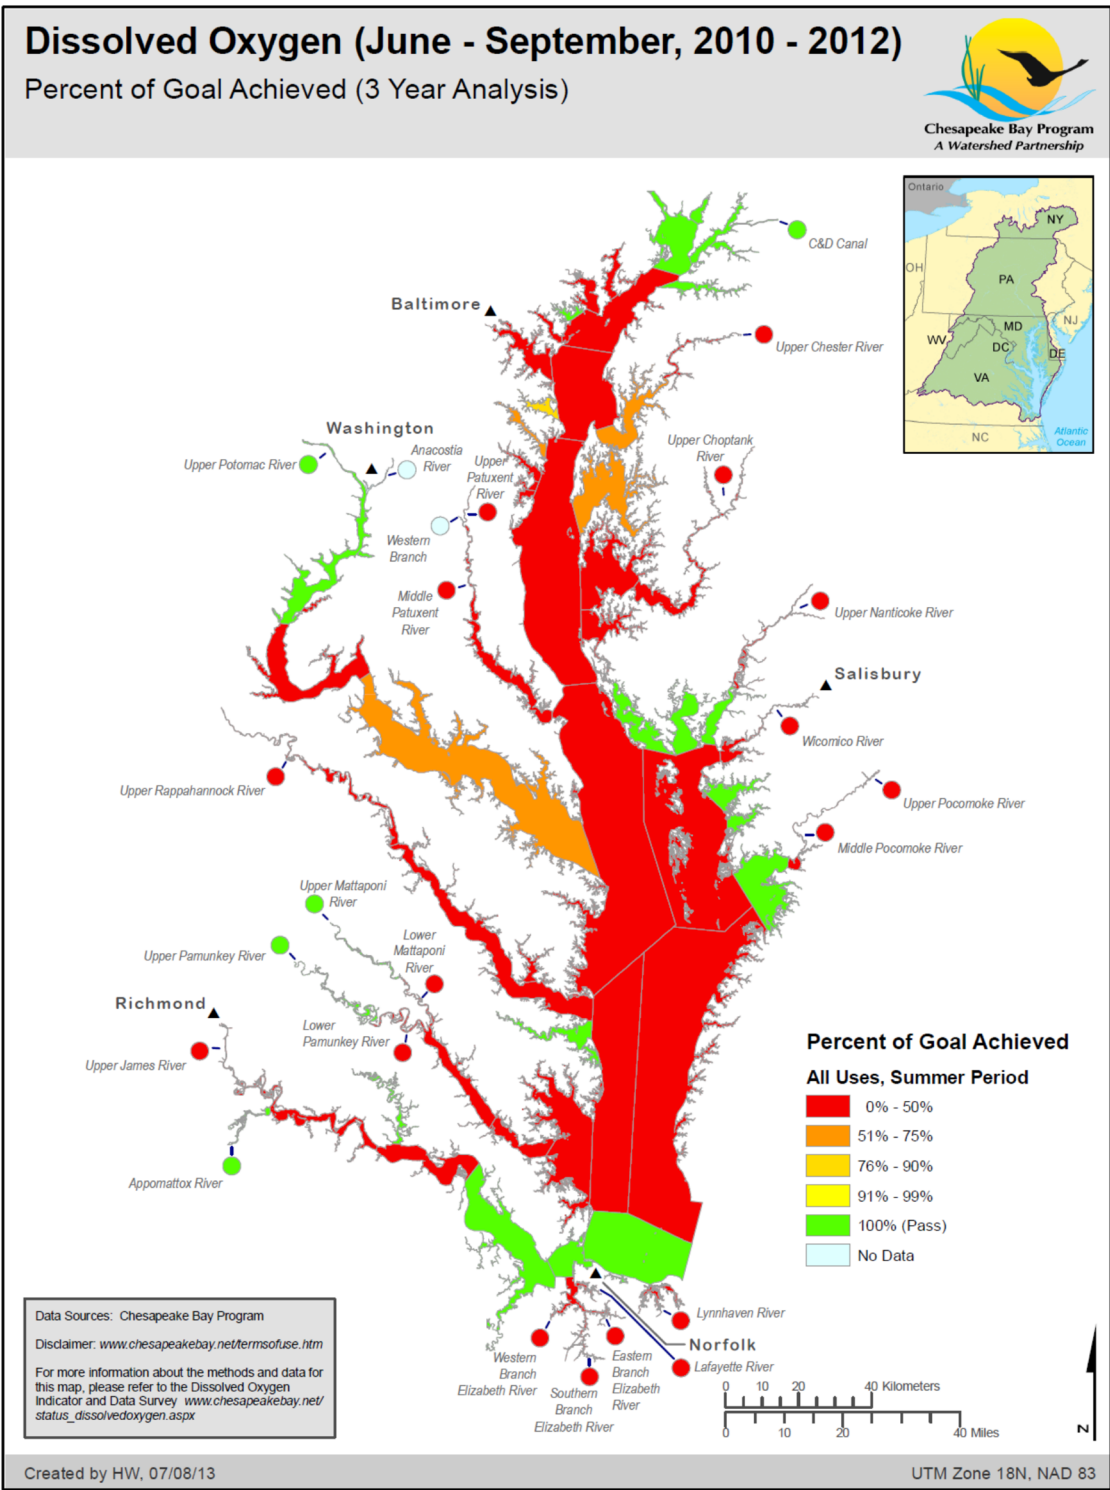 Dissolved Oxygen (June - September, 2010 - 2012)
Percent of Goal Achieved (3 Year Analysis)
Chesapeake Bay Program
A Watershed Partnership
Ontario
NY
OH
PA
NJ
MD
WV
DC
DE
VA
NC
Atlantic
Ocean
C&D Canal
Baltimore
Upper Chester River
Washington
Upper Potomac River
Anacostia
River
Upper
Patuxent
River
Upper Choptank
River
Western
Branch
Middle
Patuxent
River
Upper Nanticoke River
Salisbury
Wicomico River
Upper Rappahannock River
Upper Pocomoke River
Middle Pocomoke River
Upper Mattaponi
River
Upper Pamunkey River
Lower
Mattaponi
River
Richmond
Lower
Pamunkey River
Upper James River
Appomattox River
Percent of Goal Achieved
All Uses, Summer Period
0% - 50%
51% - 75%
76% - 90%
91% - 99%
100% (Pass)
No Data
Lynnhaven River
Norfolk
Lafayette River
Western
Branch
Elizabeth River
Southern
Branch
Elizabeth River
Eastern
Branch
Elizabeth
River
0 10 20 40 Kilometers
0 10 20 40 Miles
N
Data Sources: Chesapeake Bay Program
Disclaimer: www.chesapeakebay.net/termsofuse.htm
For more information about the methods and data for
this map, please refer to the Dissolved Oxygen
Indicator and Data Survey www.chesapeakebay.net/
status_dissolvedoxygen.aspx
Created by HW, 07/08/13
UTM Zone 18N, NAD 83